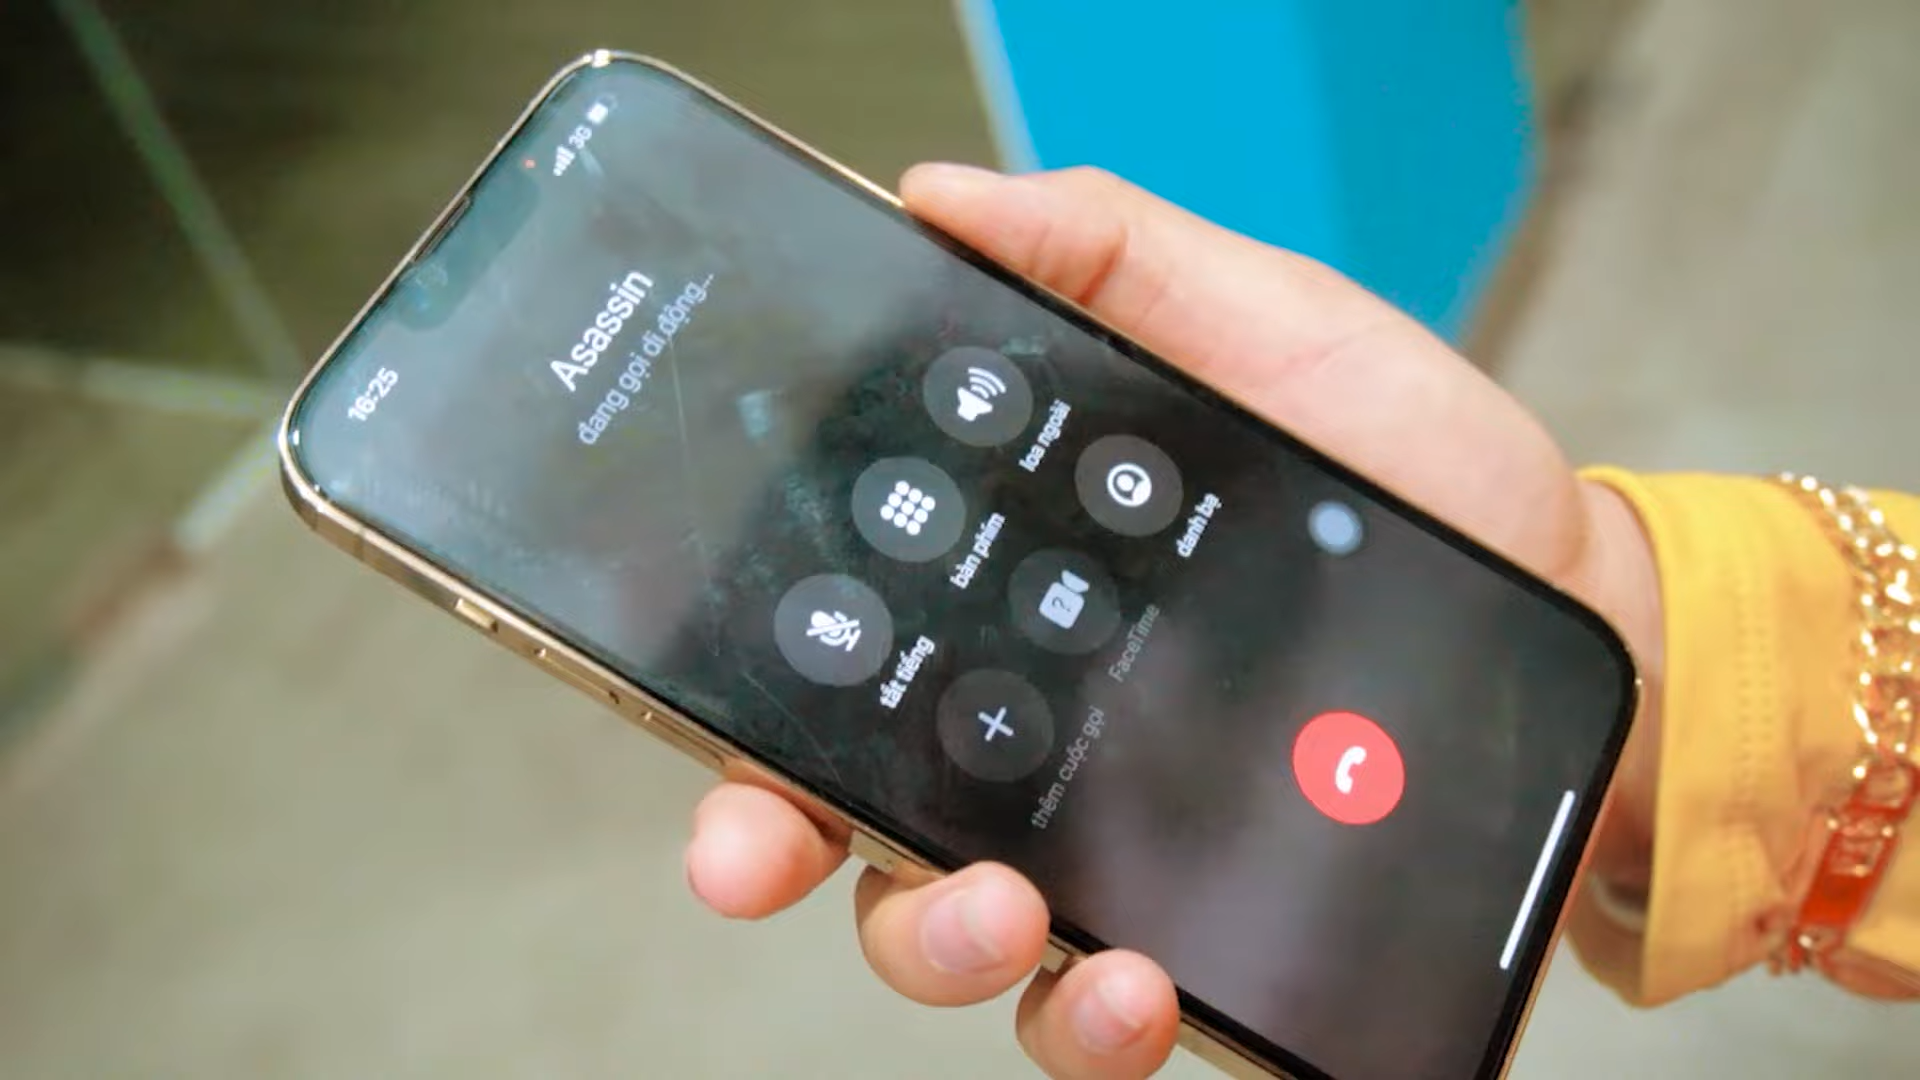 16:25
3G
Asassin
đang gọi di động...
tắt tiếng
bàn phím
loa ngoài
thêm cuộc gọi
FaceTime
danh bạ